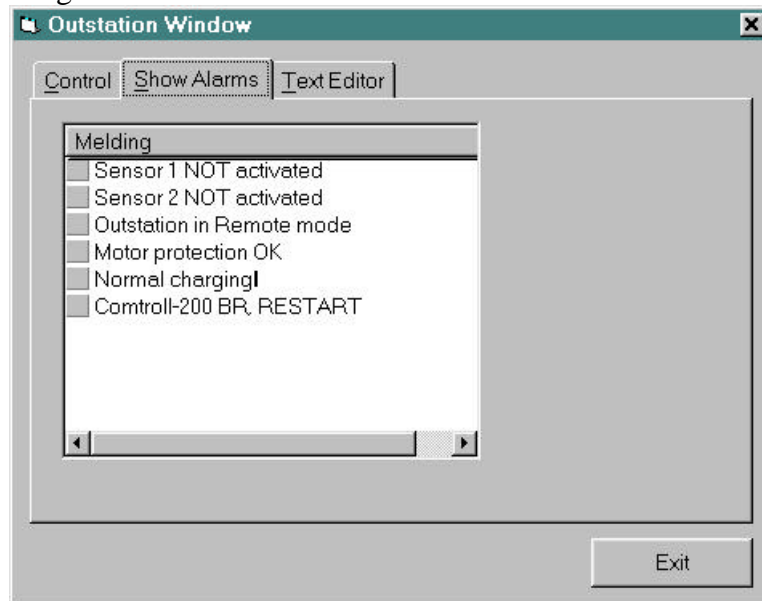 Outstation Window
Control Show Alarms Text Editor
Melding
Sensor 1 NOT activated
Sensor 2 NOT activated
Outstation in Remote mode
Motor protection OK
Normal charging
Comtroll-200 BR, RESTART
Exit